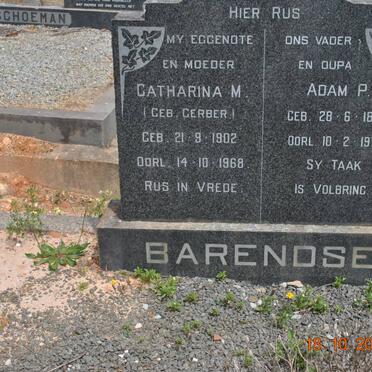 SCHOEMAN
HIER RUS
MY EGGENOTE
EN MOEDER
CATHARINA M.
(GEB. GERBER)
GEB. 21-9-1902
OORL. 14-10-1968
RUS IN VREDE.
ONS VADER
EN OUPA
ADAM P.
GEB. 28-6-18
OORL. 10-2-19
SY TAAK
IS VOLBRING
BARENDSE
18.10.20